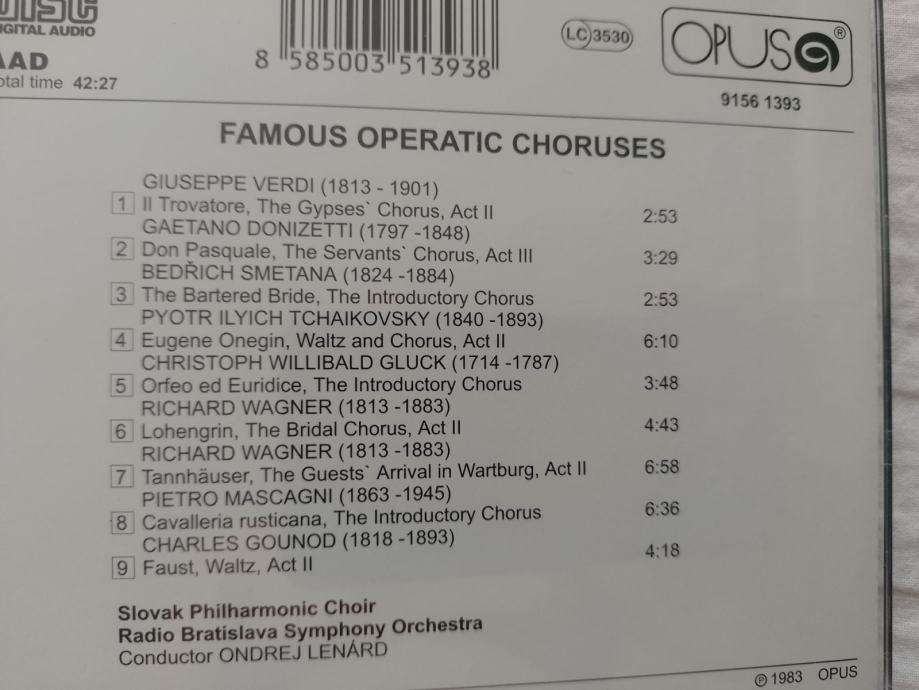 DIGITAL AUDIO
AAD
total time 42:27
8 585003 513938
LC 3530
OPUS ®
9156 1393
FAMOUS OPERATIC CHORUSES
GIUSEPPE VERDI (1813 - 1901)
1 Il Trovatore, The Gypses` Chorus, Act II 2:53
GAETANO DONIZETTI (1797 -1848)
2 Don Pasquale, The Servants` Chorus, Act III 3:29
BEDŘICH SMETANA (1824 -1884)
3 The Bartered Bride, The Introductory Chorus 2:53
PYOTR ILYICH TCHAIKOVSKY (1840 -1893)
4 Eugene Onegin, Waltz and Chorus, Act II 6:10
CHRISTOPH WILLIBALD GLUCK (1714 -1787)
5 Orfeo ed Euridice, The Introductory Chorus 3:48
RICHARD WAGNER (1813 -1883)
6 Lohengrin, The Bridal Chorus, Act II 4:43
RICHARD WAGNER (1813 -1883)
7 Tannhäuser, The Guests` Arrival in Wartburg, Act II 6:58
PIETRO MASCAGNI (1863 -1945)
8 Cavalleria rusticana, The Introductory Chorus 6:36
CHARLES GOUNOD (1818 -1893)
9 Faust, Waltz, Act II 4:18
Slovak Philharmonic Choir
Radio Bratislava Symphony Orchestra
Conductor ONDREJ LENÁRD
℗ 1983 OPUS